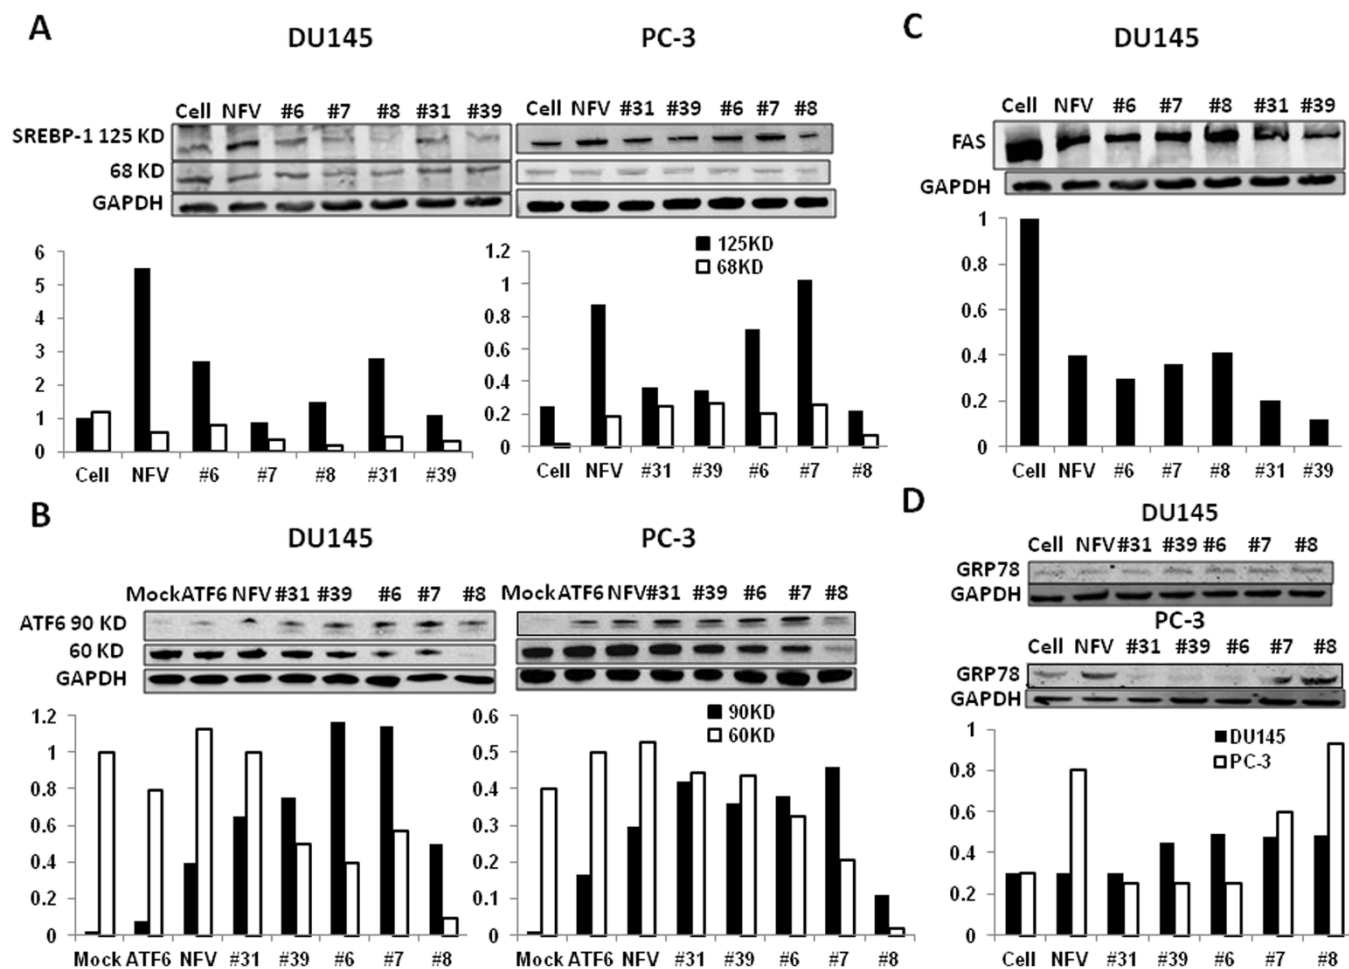 A
DU145
PC-3
Cell NFV #6 #7 #8 #31 #39
Cell NFV #31 #39 #6 #7 #8
SREBP-1 125 KD
68 KD
GAPDH
6
5
4
3
2
1
0
Cell NFV #6 #7 #8 #31 #39
1.2
1
0.8
0.6
0.4
0.2
0
125KD
68KD
Cell NFV #31 #39 #6 #7 #8
B
DU145
PC-3
Mock ATF6 NFV #31 #39 #6 #7 #8
Mock ATF6 NFV #31 #39 #6 #7 #8
ATF6 90 KD
60 KD
GAPDH
1.2
1
0.8
0.6
0.4
0.2
0
Mock ATF6 NFV #31 #39 #6 #7 #8
0.6
0.5
0.4
0.3
0.2
0.1
0
90KD
60KD
Mock ATF6 NFV #31 #39 #6 #7 #8
C
DU145
Cell NFV #6 #7 #8 #31 #39
FAS
GAPDH
1
0.8
0.6
0.4
0.2
0
Cell NFV #6 #7 #8 #31 #39
D
DU145
Cell NFV #31 #39 #6 #7 #8
GRP78
GAPDH
PC-3
Cell NFV #31 #39 #6 #7 #8
GRP78
GAPDH
1
0.8
0.6
0.4
0.2
0
DU145
PC-3
Cell NFV #31 #39 #6 #7 #8